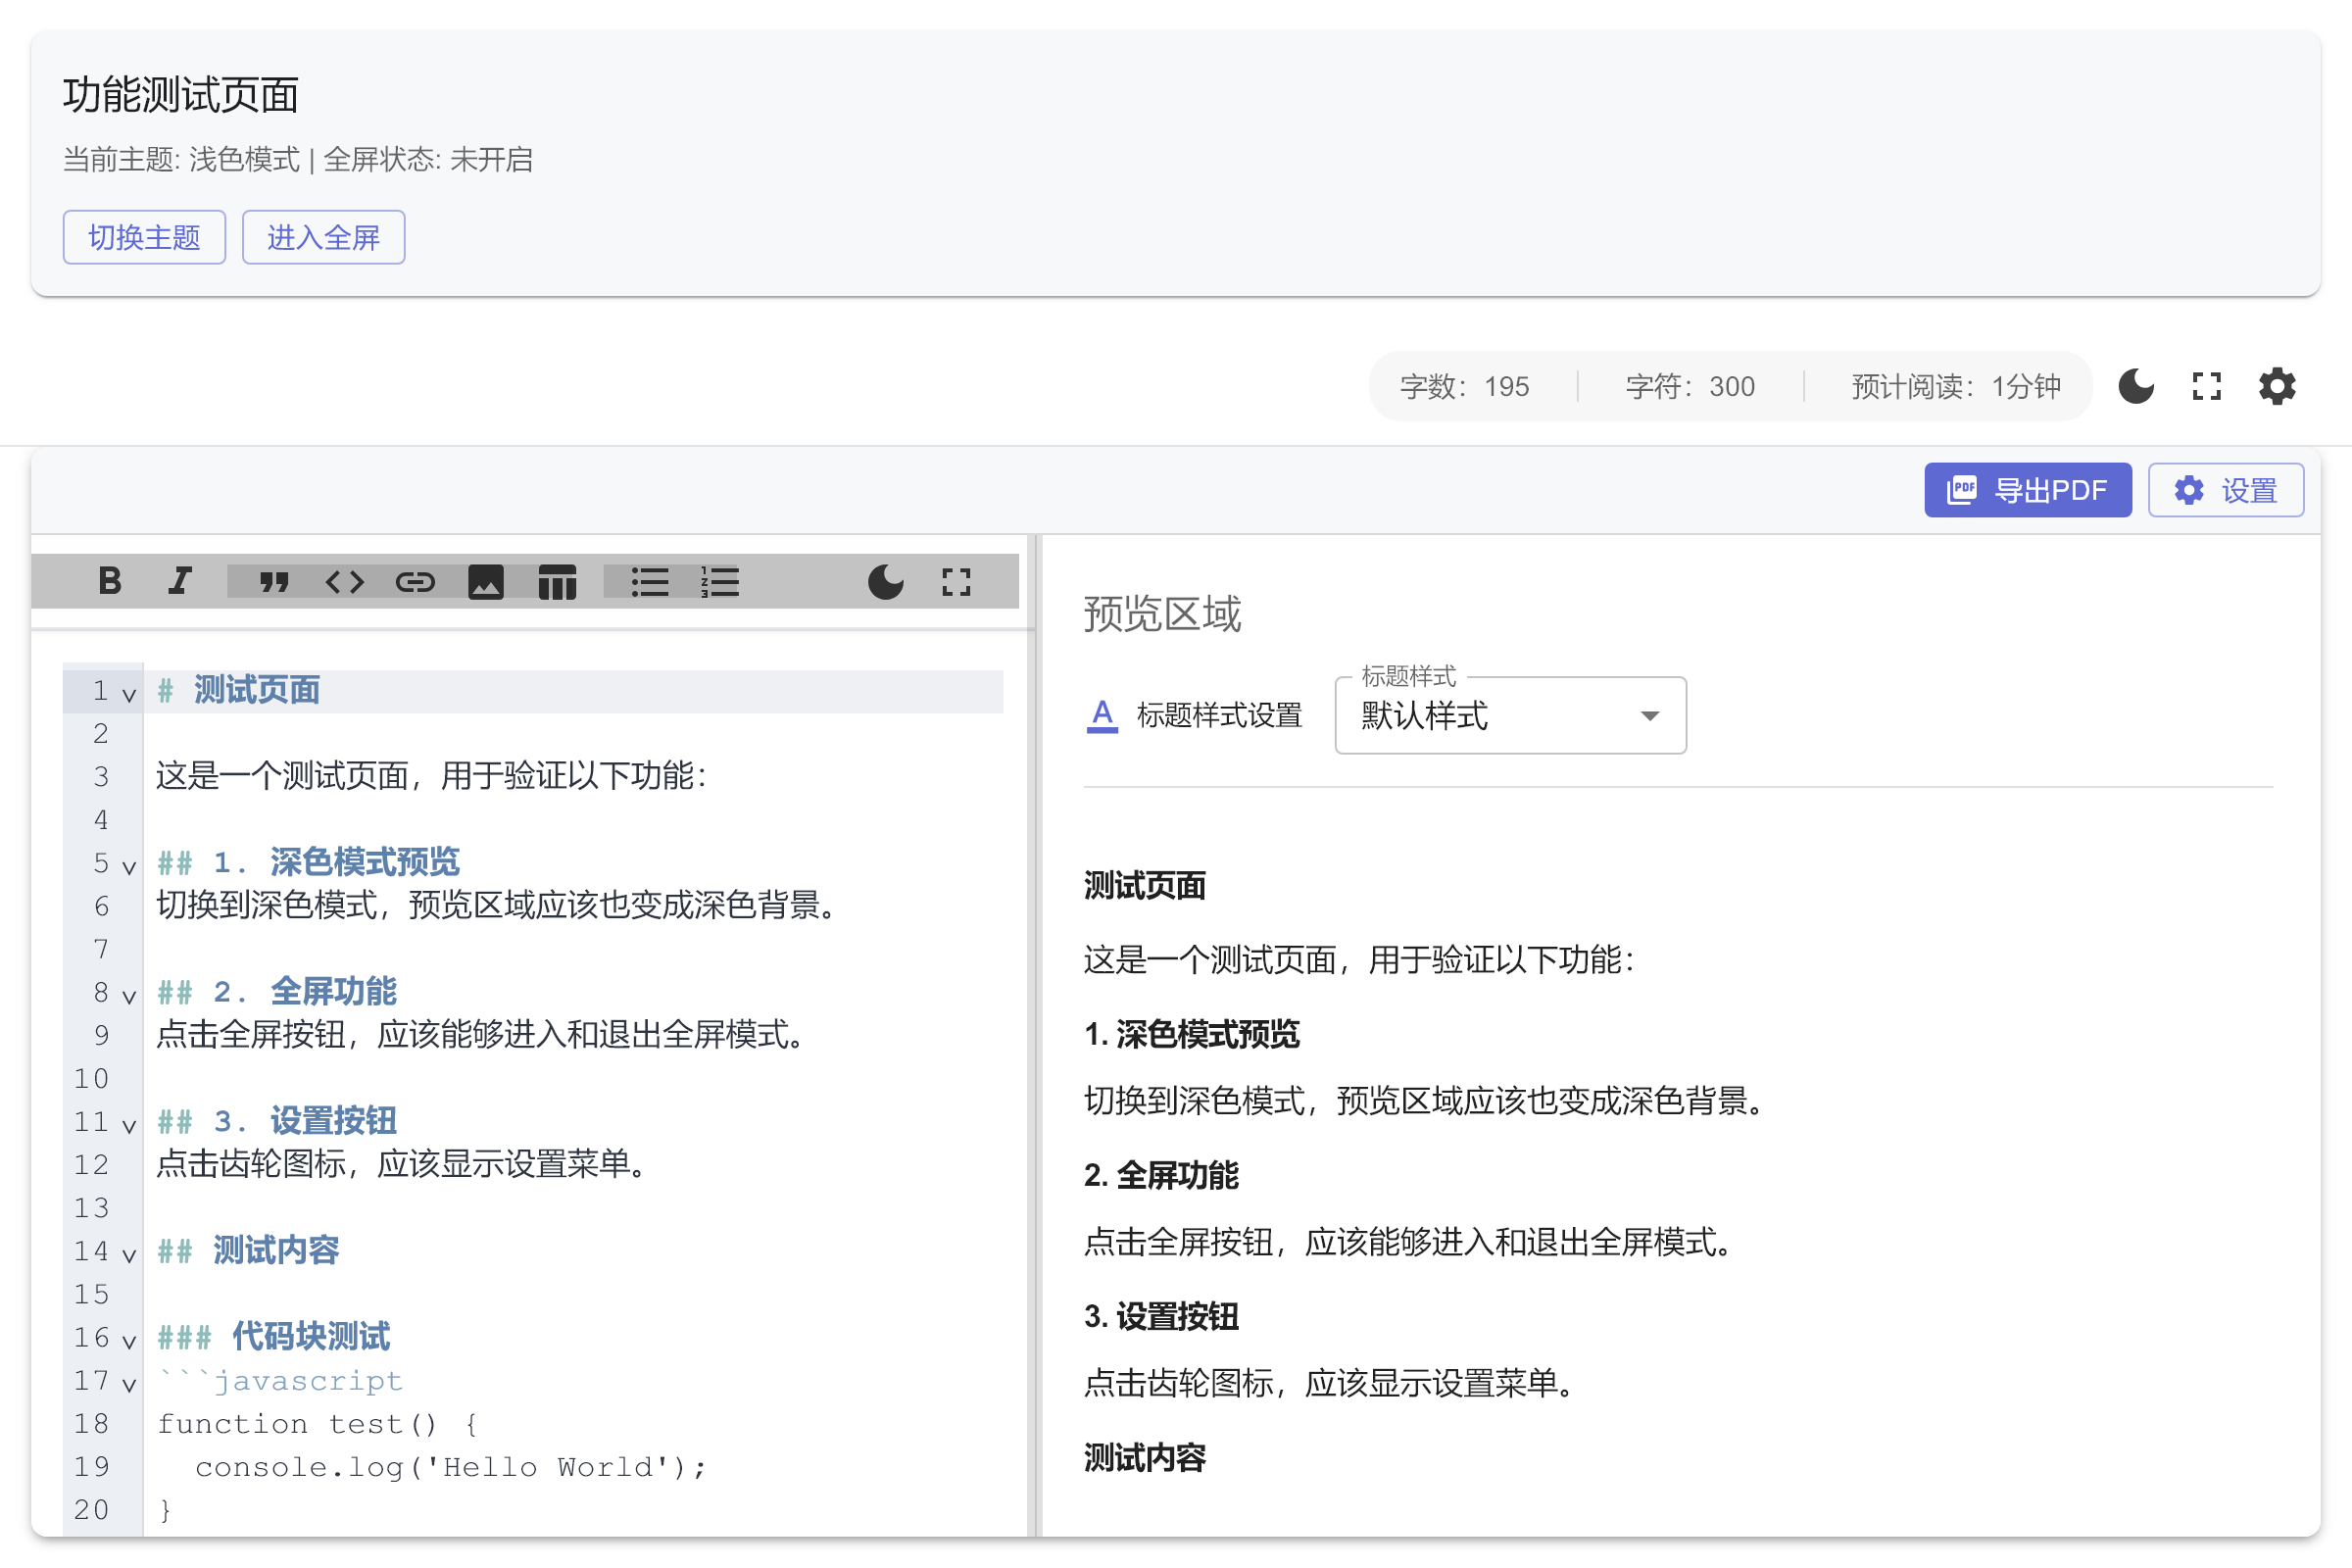 功能测试页面
当前主题: 浅色模式 | 全屏状态: 未开启
切换主题 进入全屏
字数：195 字符：300 预计阅读：1分钟
PDF 导出PDF 设置
预览区域
标题样式
A 标题样式设置 默认样式
1 # 测试页面
2
3 这是一个测试页面，用于验证以下功能：
4
5 ## 1. 深色模式预览
6 切换到深色模式，预览区域应该也变成深色背景。
7
8 ## 2. 全屏功能
9 点击全屏按钮，应该能够进入和退出全屏模式。
10
11 ## 3. 设置按钮
12 点击齿轮图标，应该显示设置菜单。
13
14 ## 测试内容
15
16 ### 代码块测试
17 ```javascript
18 function test() {
19   console.log('Hello World');
20 }
测试页面
这是一个测试页面，用于验证以下功能：
1. 深色模式预览
切换到深色模式，预览区域应该也变成深色背景。
2. 全屏功能
点击全屏按钮，应该能够进入和退出全屏模式。
3. 设置按钮
点击齿轮图标，应该显示设置菜单。
测试内容